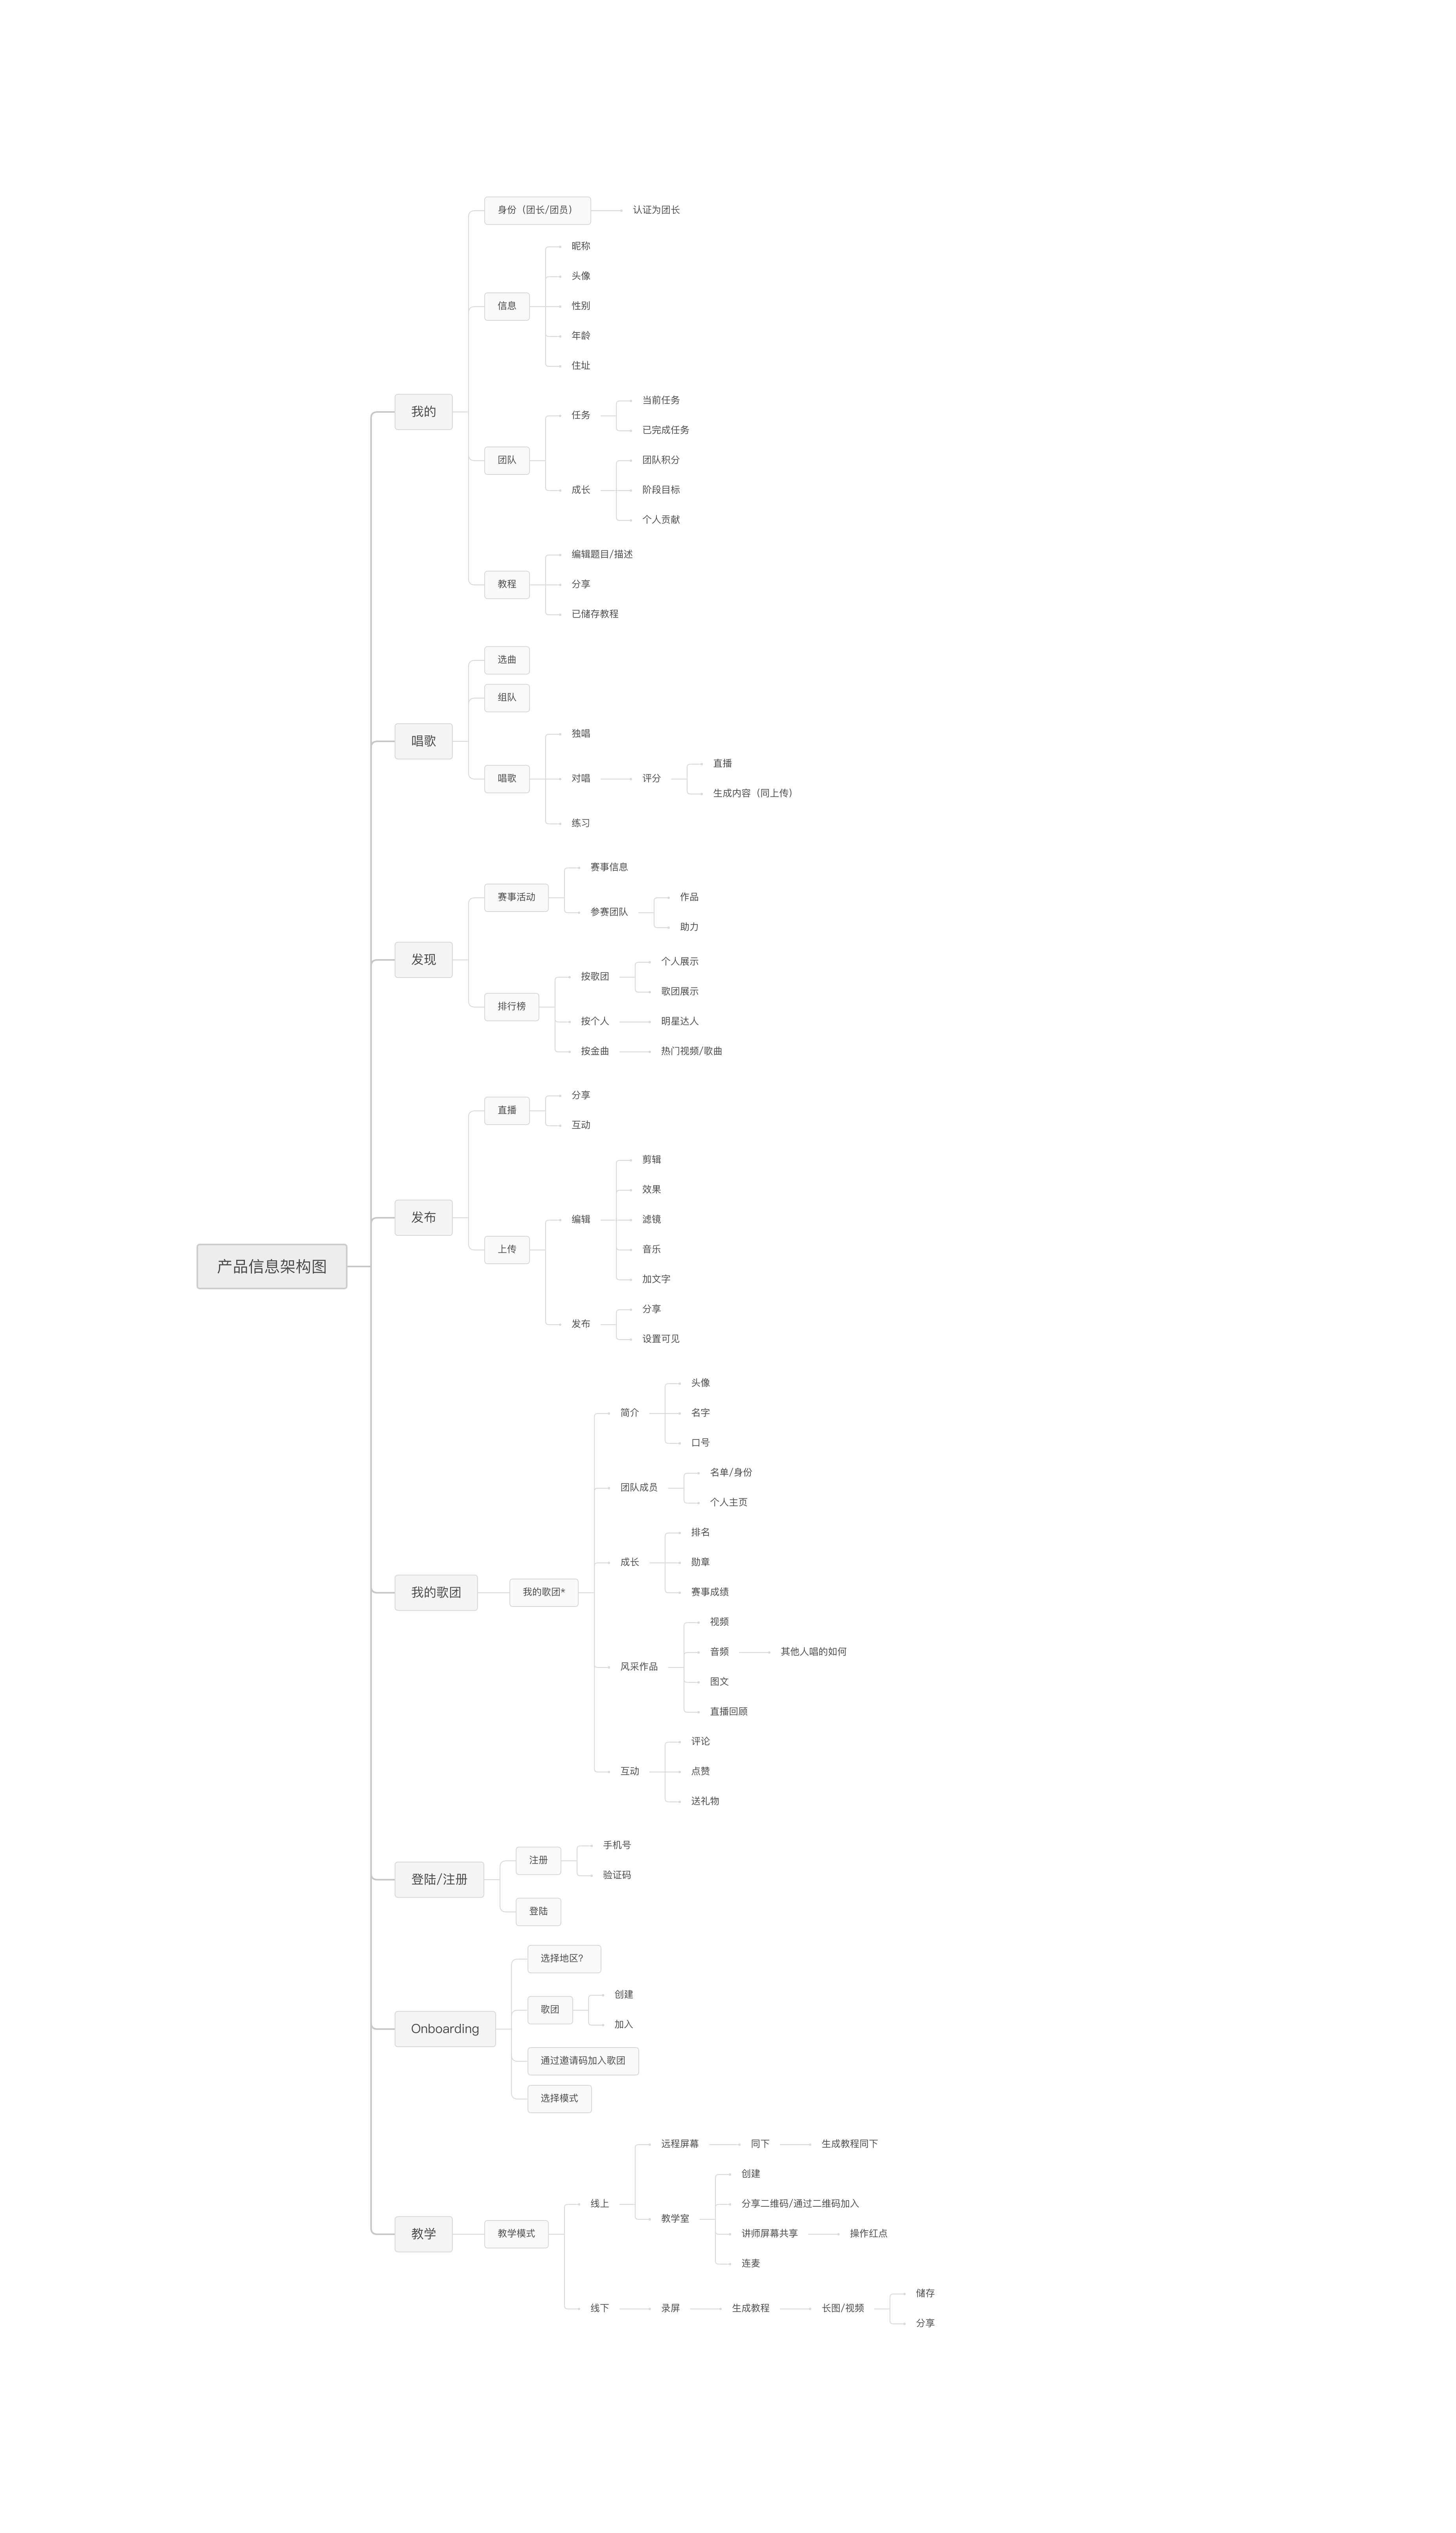 产品信息架构图
我的
身份（团长/团员）
认证为团长
信息
昵称
头像
性别
年龄
住址
团队
任务
当前任务
已完成任务
成长
团队积分
阶段目标
个人贡献
教程
编辑题目/描述
分享
已储存教程
唱歌
选曲
组队
唱歌
独唱
对唱
评分
直播
生成内容（同上传）
练习
发现
赛事活动
赛事信息
参赛团队
作品
助力
排行榜
按歌团
个人展示
歌团展示
按个人
明星达人
按金曲
热门视频/歌曲
发布
直播
分享
互动
上传
编辑
剪辑
效果
滤镜
音乐
加文字
发布
分享
设置可见
我的歌团
我的歌团*
简介
头像
名字
口号
团队成员
名单/身份
个人主页
成长
排名
勋章
赛事成绩
风采作品
视频
音频
其他人唱的如何
图文
直播回顾
互动
评论
点赞
送礼物
登陆/注册
注册
手机号
验证码
登陆
Onboarding
选择地区？
歌团
创建
加入
通过邀请码加入歌团
选择模式
教学
教学模式
线上
远程屏幕
同下
生成教程同下
教学室
创建
分享二维码/通过二维码加入
讲师屏幕共享
操作红点
连麦
线下
录屏
生成教程
长图/视频
储存
分享